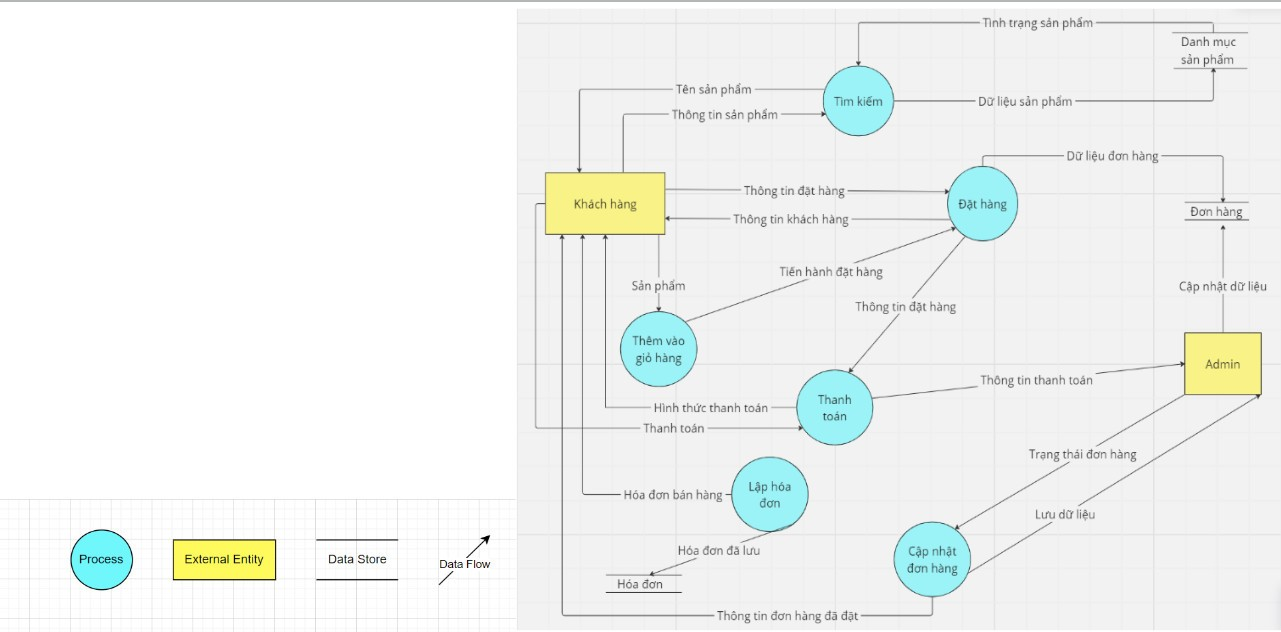 Tình trạng sản phẩm
Danh mục
sản phẩm
Tên sản phẩm
Tìm kiếm
Dữ liệu sản phẩm
Thông tin sản phẩm
Dữ liệu đơn hàng
Khách hàng
Thông tin đặt hàng
Đặt hàng
Đơn hàng
Thông tin khách hàng
Tiến hành đặt hàng
Sản phẩm
Cập nhật dữ liệu
Thông tin đặt hàng
Thêm vào
giỏ hàng
Admin
Thông tin thanh toán
Thanh
toán
Hình thức thanh toán
Thanh toán
Trạng thái đơn hàng
Lập hóa
đơn
Hóa đơn bán hàng
Lưu dữ liệu
Hóa đơn đã lưu
Cập nhật
đơn hàng
Hóa đơn
Thông tin đơn hàng đã đặt
Process
External Entity
Data Store
Data Flow